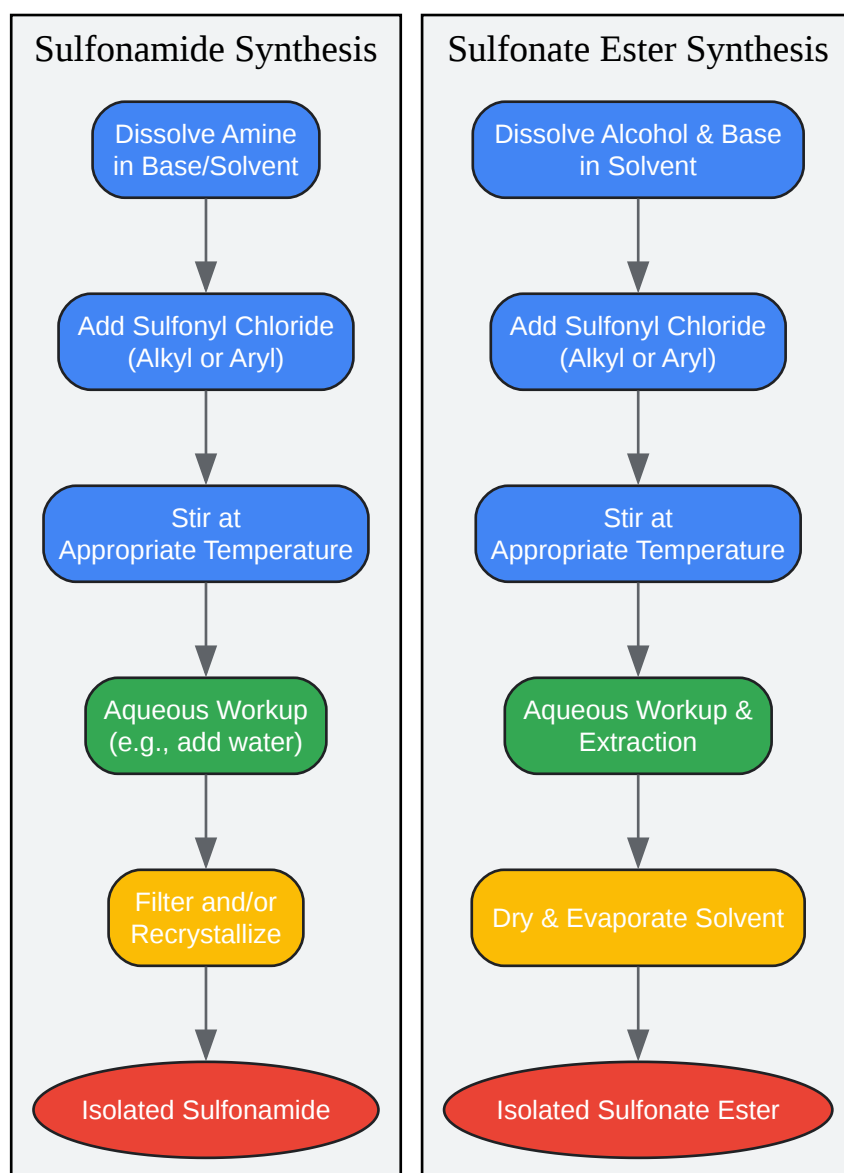 Sulfonamide Synthesis
Dissolve Amine
in Base/Solvent
Add Sulfonyl Chloride
(Alkyl or Aryl)
Stir at
Appropriate Temperature
Aqueous Workup
(e.g., add water)
Filter and/or
Recrystallize
Isolated Sulfonamide
Sulfonate Ester Synthesis
Dissolve Alcohol & Base
in Solvent
Add Sulfonyl Chloride
(Alkyl or Aryl)
Stir at
Appropriate Temperature
Aqueous Workup &
Extraction
Dry & Evaporate Solvent
Isolated Sulfonate Ester